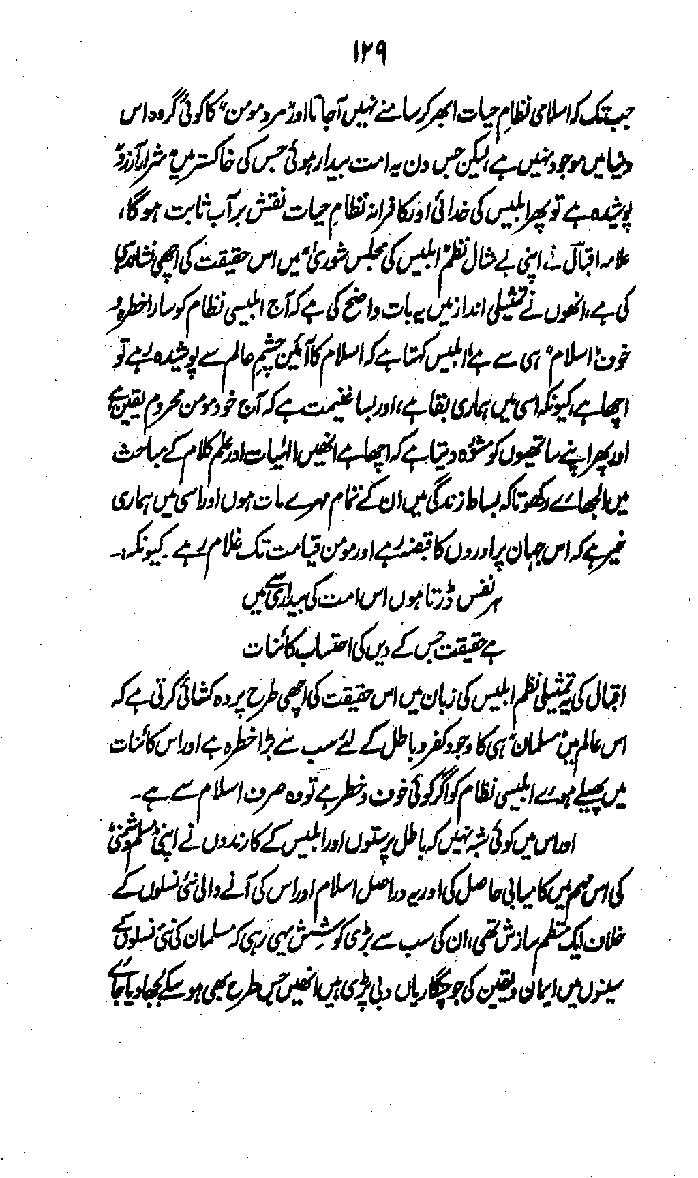 ۱۲۹
جب تک کہ اسلامی نظامِ حیات ابھر کر سامنے نہیں آجاتا اور "مردِ مومن" کا کوئی گروہ اس
دنیا میں موجود نہیں ہے، لیکن جس دن یہ امت بیدار ہوئی جس کی خاکستر میں "شرارِ آرزو"
پوشیدہ ہے تو پھر ابلیس کی خدائی اور کافرانہ نظامِ حیات نقش بر آب ثابت ہوگا،
علامہ اقبالؔ نے اپنی بے مثال نظم "ابلیس کی مجلس شوریٰ" میں اس حقیقت کی اچھی نشاندہی
کی ہے، انھوں نے تمثیلی انداز میں یہ بات واضح کی ہے کہ آج ابلیسی نظام کو سارا خطرہ و
خوف "اسلام" ہی سے ہے، ابلیس کہتا ہے کہ اسلام کا آئین چشمِ عالم سے پوشیدہ رہے تو
اچھا ہے، کیونکہ اسی میں ہماری بقا ہے، اور بسا غنیمت ہے کہ آج خود مومن محرومِ یقین ہے
اور پھر اپنے ساتھیوں کو مشورہ دیتا ہے کہ اچھا ہے انھیں الٰہیات اور علم کلام کے مباحث
میں الجھائے رکھو تاکہ بساطِ زندگی میں ان کے تمام مہرے مات ہوں اور اسی میں ہماری
خیر ہے کہ اس جہان پر اوروں کا قبضہ رہے اور مومن قیامت تک غلام رہے۔ کیونکہ:۔
ہر نفس ڈرتا ہوں اس امت کی بیداری سے میں
ہے حقیقت جس کے دیں کی احتسابِ کائنات
اقبال کی یہ تمثیلی نظم ابلیس کی زبان میں اس حقیقت کی اچھی طرح پردہ کشائی کرتی ہے کہ
اس عالم میں "مسلمان" ہی کا وجود کفر و باطل کے لئے سب سے بڑا خطرہ ہے اور اس کائنات
میں پھیلے ہوئے ابلیسی نظام کو اگر کوئی خوف و خطر ہے تو وہ صرف اسلام سے ہے۔
اور اس میں کوئی شبہ نہیں کہ باطل پرستوں اور ابلیس کے کارندوں نے اپنی "مسلم دشمنی"
کی اس مہم میں کامیابی حاصل کی اور یہ دراصل اسلام اور اس کی آنے والی نئی نسلوں کے
خلاف ایک منظم سازش تھی، ان کی سب سے بڑی کوشش یہی رہی کہ مسلمان کی نئی نسلوں کے
سینوں میں ایمان و یقین کی جو چنگاریاں دبی پڑی ہیں انھیں جس طرح بھی ہو سکے بجھا دیا جائے